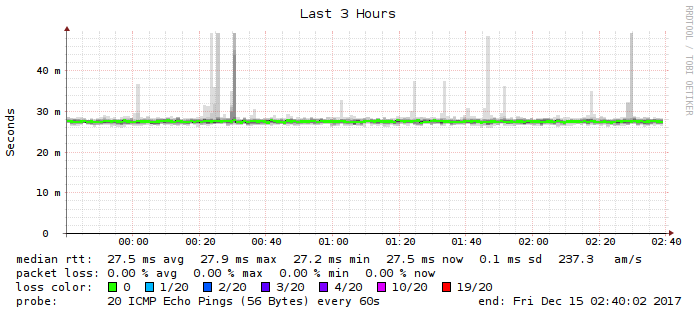 Last 3 Hours
RRDTOOL / TOBI OETIKER
Seconds
40 m
30 m
20 m
10 m
0
00:00 00:20 00:40 01:00 01:20 01:40 02:00 02:20 02:40
median rtt: 27.5 ms avg 27.9 ms max 27.2 ms min 27.5 ms now 0.1 ms sd 237.3 am/s
packet loss: 0.00 % avg 0.00 % max 0.00 % min 0.00 % now
loss color: 0 1/20 2/20 3/20 4/20 10/20 19/20
probe: 20 ICMP Echo Pings (56 Bytes) every 60s end: Fri Dec 15 02:40:02 2017